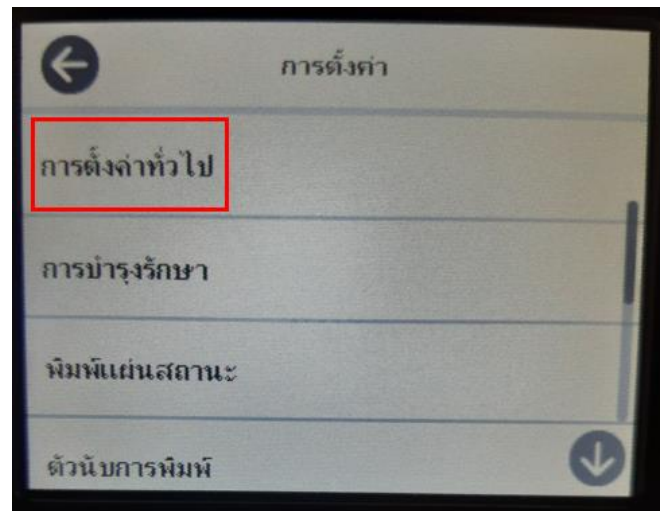 การตั้งค่า
การตั้งค่าทั่วไป
การบำรุงรักษา
พิมพ์แผ่นสถานะ
ตัวนับการพิมพ์